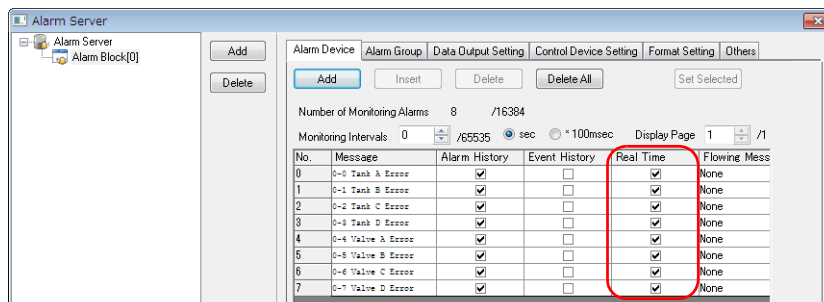 Alarm Server
Alarm Server
Alarm Block[0]
Add
Delete
Alarm Device Alarm Group Data Output Setting Control Device Setting Format Setting Others
Add Insert Delete Delete All Set Selected
Number of Monitoring Alarms 8 /16384
Monitoring Intervals 0 /65535 sec * 100msec Display Page 1 /1
No. Message Alarm History Event History Real Time Flowing Mess
0 0-0 Tank A Error None
1 0-1 Tank B Error None
2 0-2 Tank C Error None
3 0-3 Tank D Error None
4 0-4 Valve A Error None
5 0-5 Valve B Error None
6 0-6 Valve C Error None
7 0-7 Valve D Error None